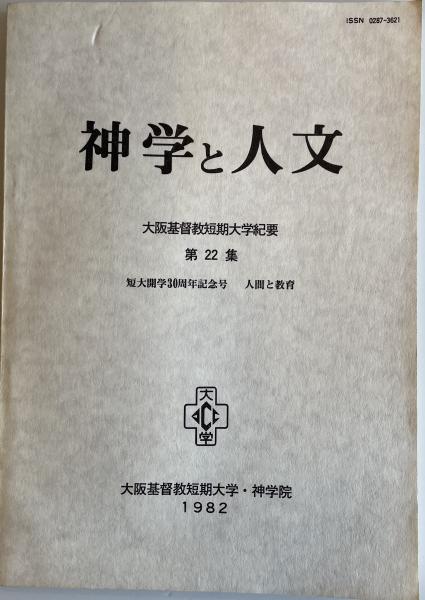 ISSN 0287-3621
神学と人文
大阪基督教短期大学紀要
第 22 集
短大開学30周年記念号 人間と教育
大
学
大阪基督教短期大学・神学院
1982